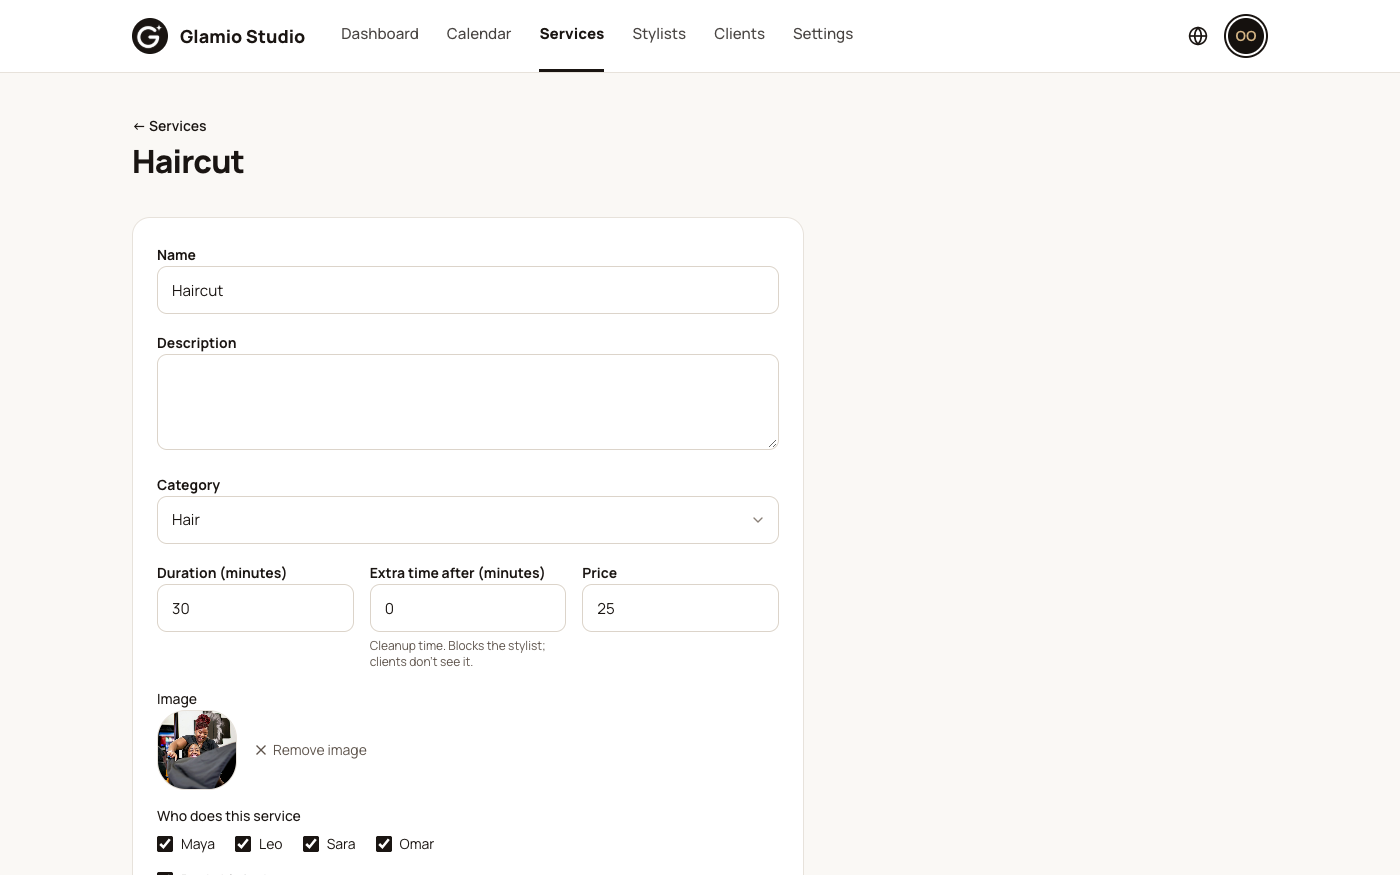 Glamio Studio
Dashboard
Calendar
Services
Stylists
Clients
Settings
OO
← Services
Haircut
Name
Haircut
Description
Category
Hair
Duration (minutes)
Extra time after (minutes)
Price
30
0
25
Cleanup time. Blocks the stylist;
clients don't see it.
Image
Remove image
Who does this service
Maya
Leo
Sara
Omar